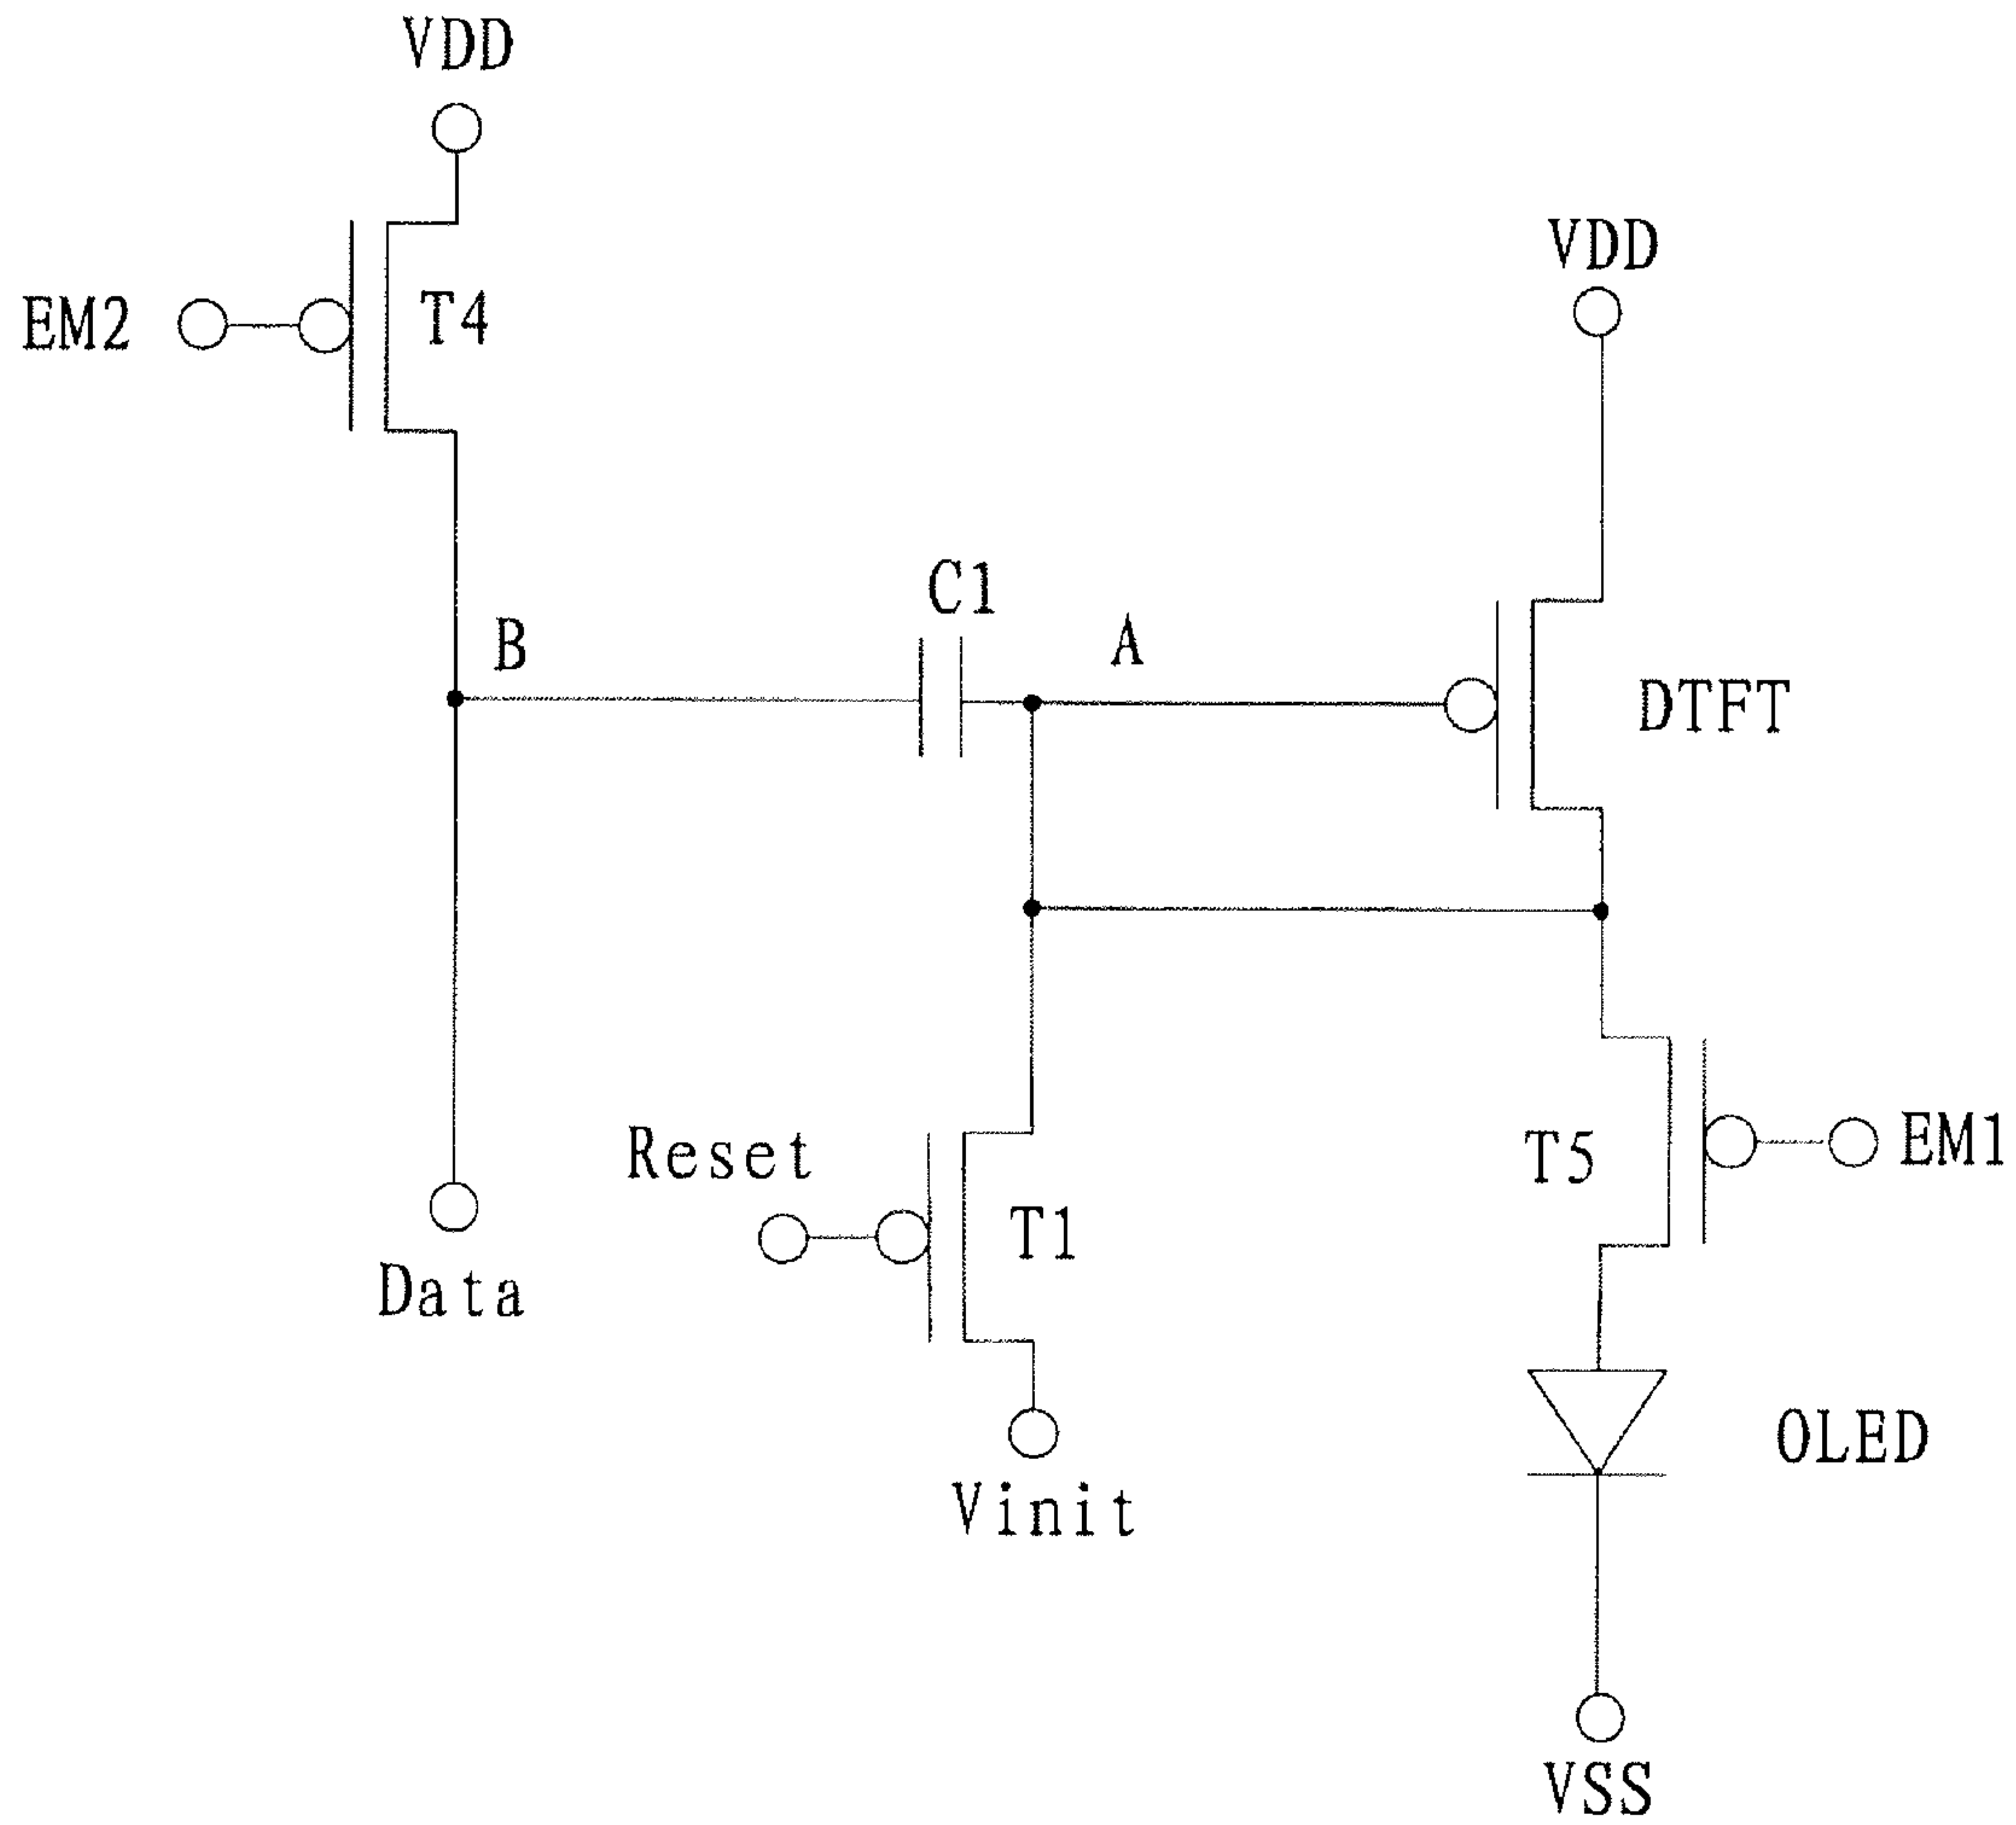 VDD
VDD
EM2
T4
C1
B
A
DTFT
Reset
T1
T5
EM1
Data
OLED
Vinit
VSS